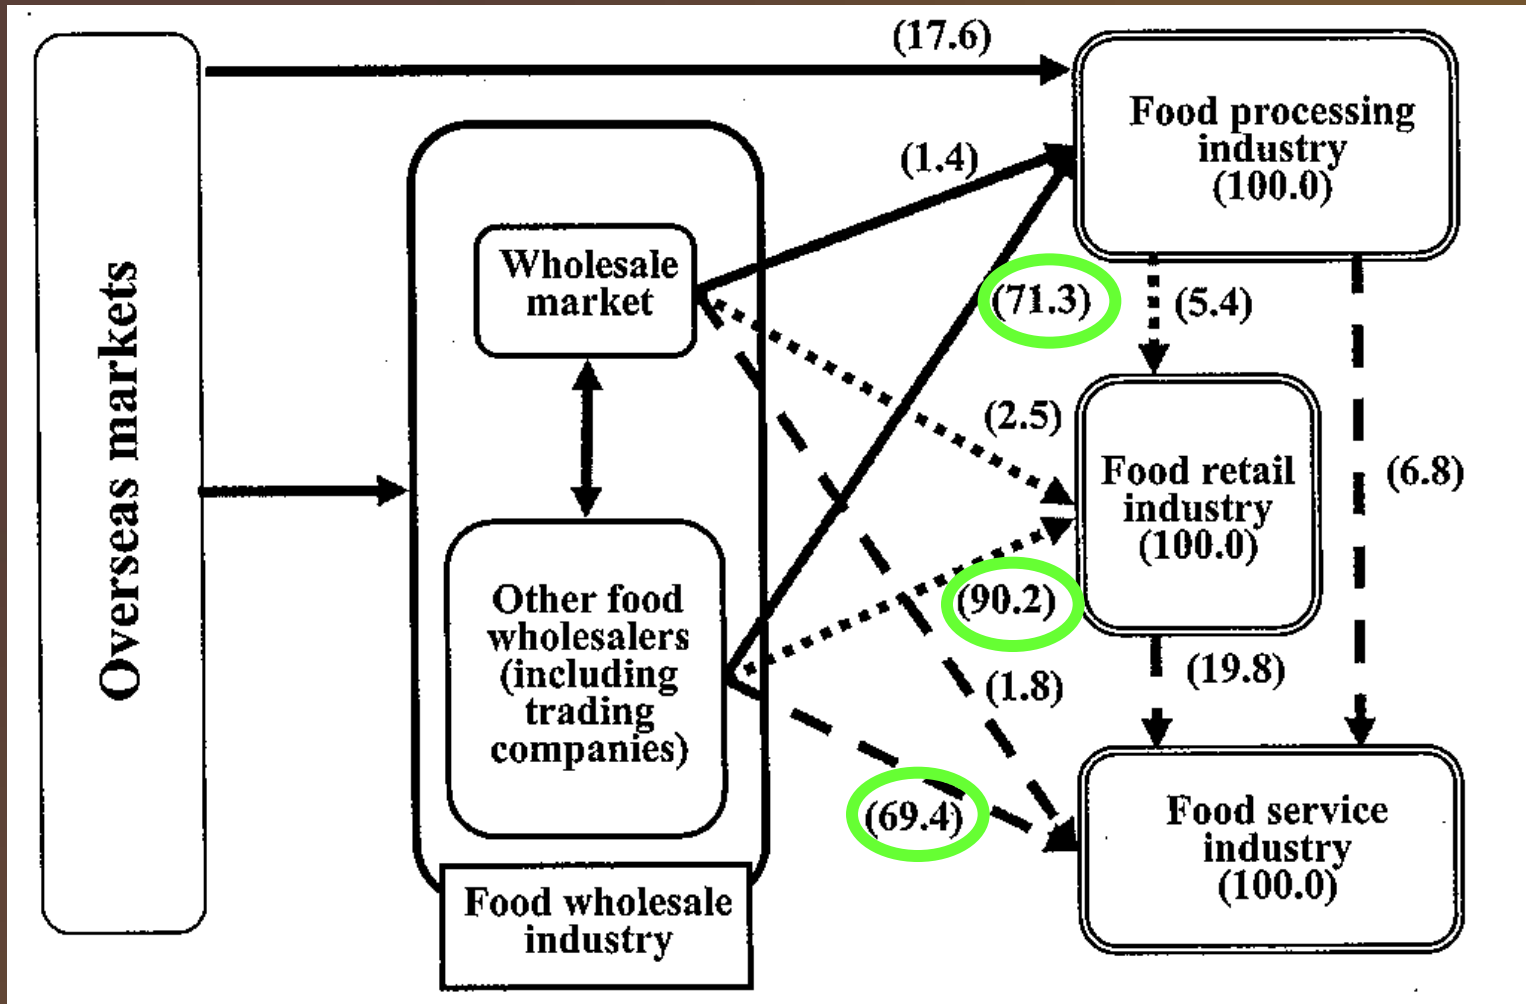 (17.6)
Food processing
industry
(100.0)
(1.4)
Wholesale
market
(71.3)
(5.4)
Overseas markets
(2.5)
Food retail
industry
(100.0)
(6.8)
Other food
wholesalers
(including
trading
companies)
(90.2)
(1.8)
(19.8)
(69.4)
Food service
industry
(100.0)
Food wholesale
industry